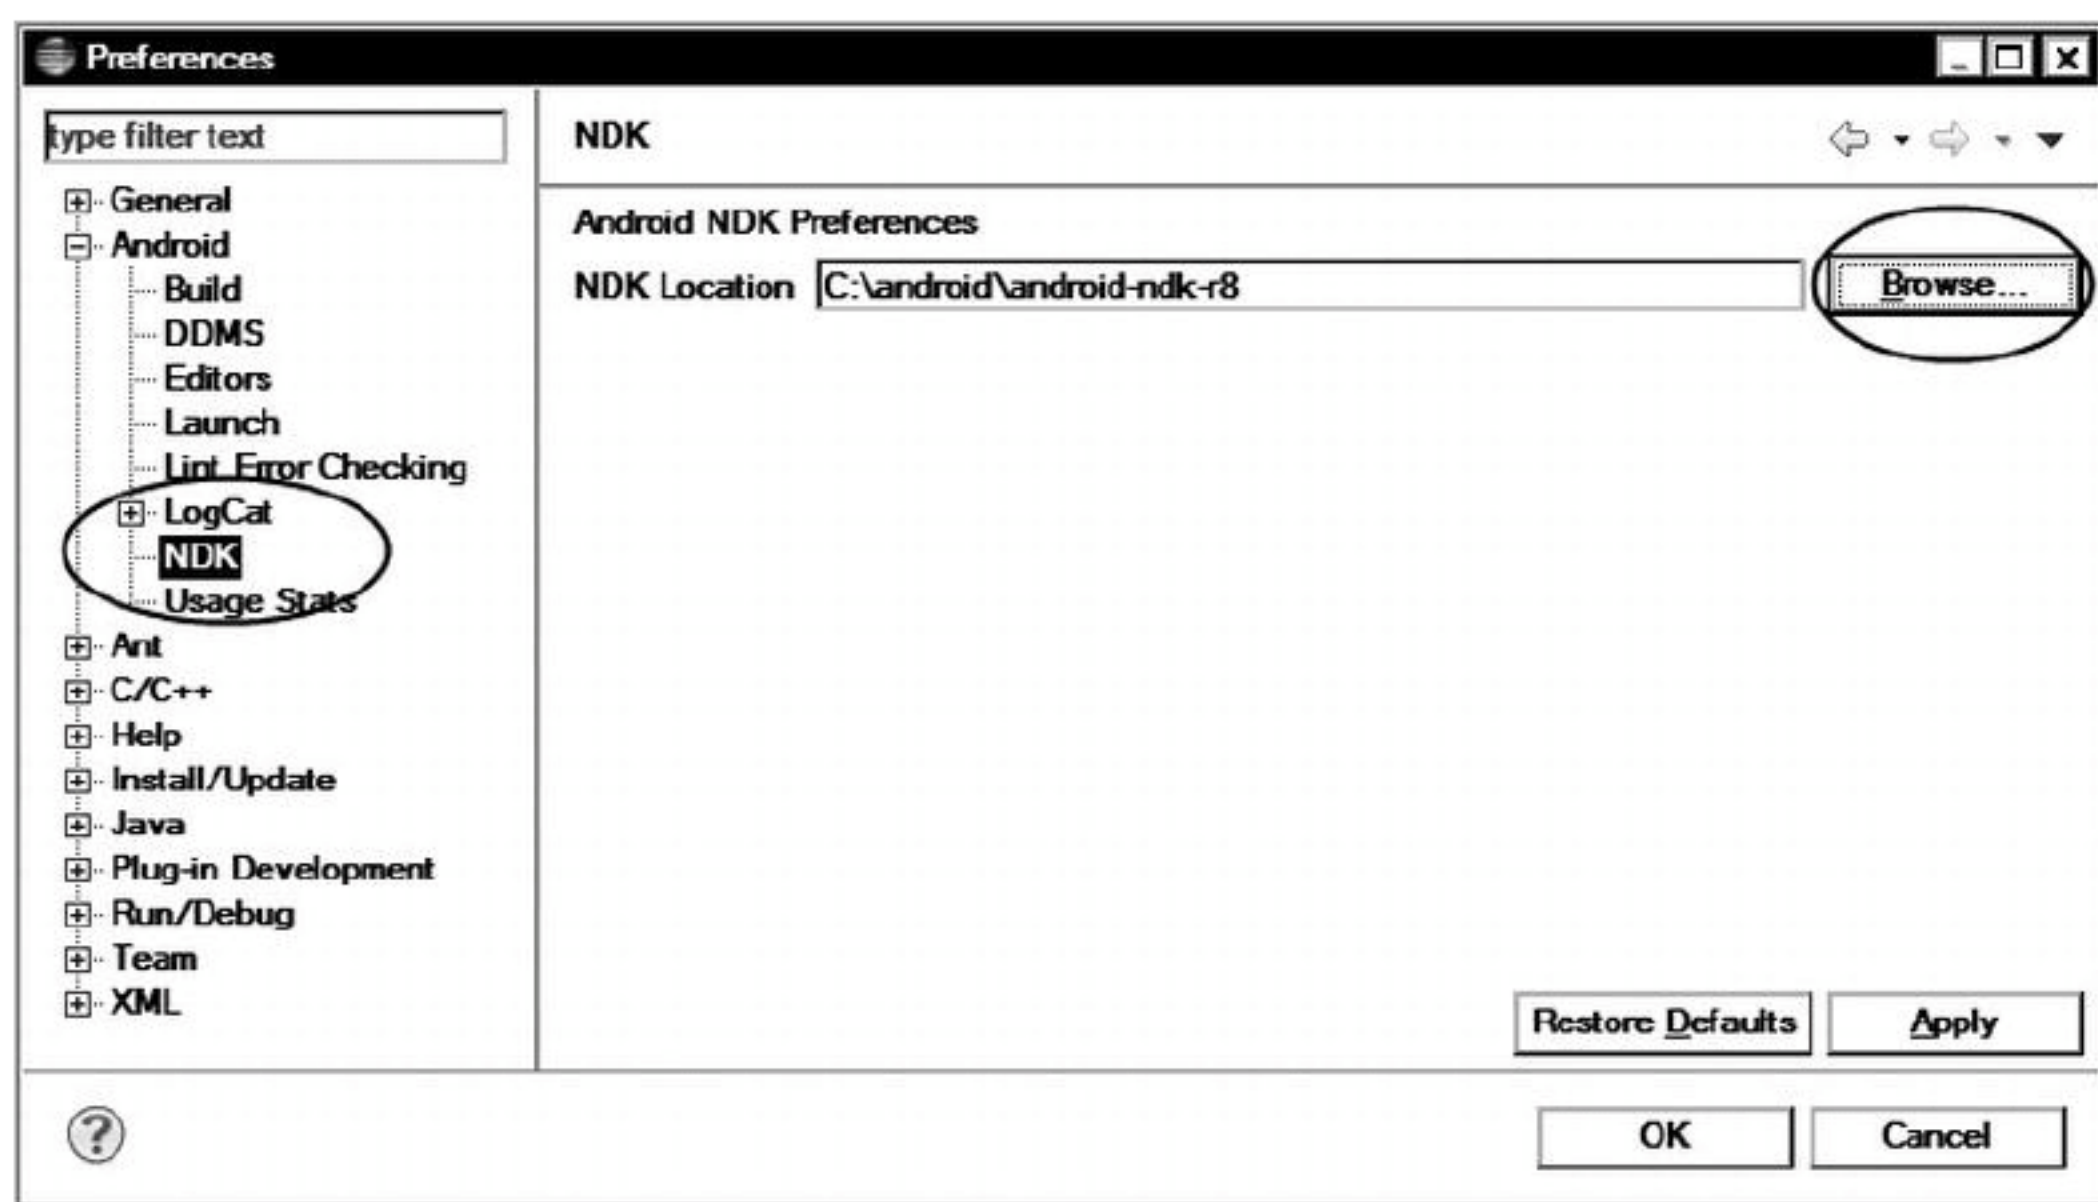 Preferences
type filter text
General
Android
Build
DDMS
Editors
Launch
Lint Error Checking
LogCat
NDK
Usage Stats
Ant
C/C++
Help
Install/Update
Java
Plug-in Development
Run/Debug
Team
XML
NDK
Android NDK Preferences
NDK Location C:\android\android-ndk-r8 Browse...
Restore Defaults Apply
? OK Cancel